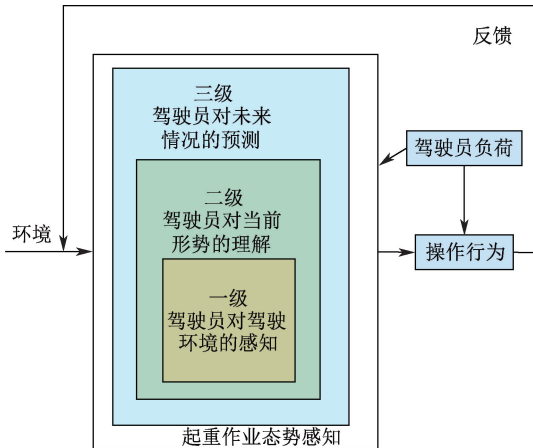 反馈
三级
驾驶员对未来
情况的预测
驾驶员负荷
二级
驾驶员对当前
形势的理解
环境
操作行为
一级
驾驶员对驾驶
环境的感知
起重作业态势感知